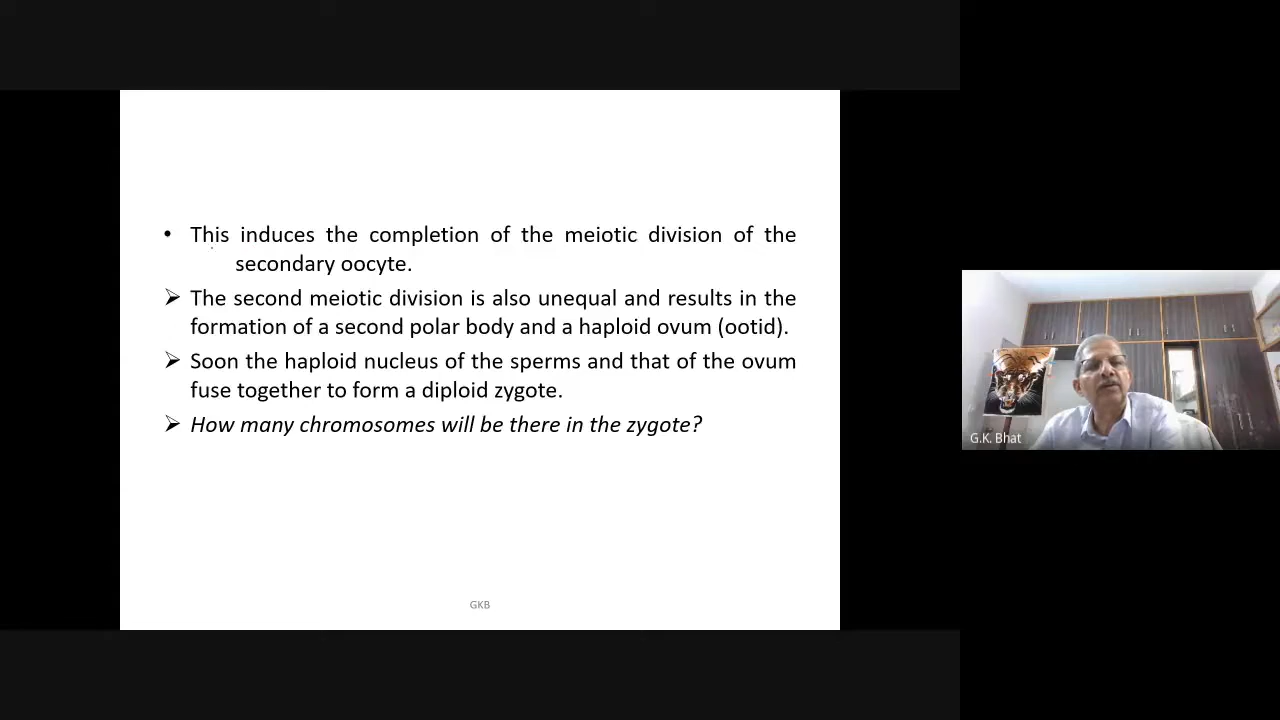 • This induces the completion of the meiotic division of the
secondary oocyte.
➢ The second meiotic division is also unequal and results in the
formation of a second polar body and a haploid ovum (ootid).
➢ Soon the haploid nucleus of the sperms and that of the ovum
fuse together to form a diploid zygote.
➢ How many chromosomes will be there in the zygote?
GKB
G.K. Bhat